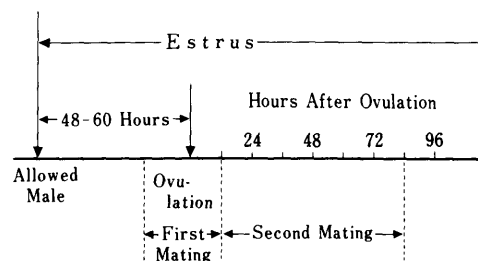 Estrus
48-60 Hours
Hours After Ovulation
24 48 72 96
Allowed
Male
Ovu-
lation
First
Mating
Second Mating